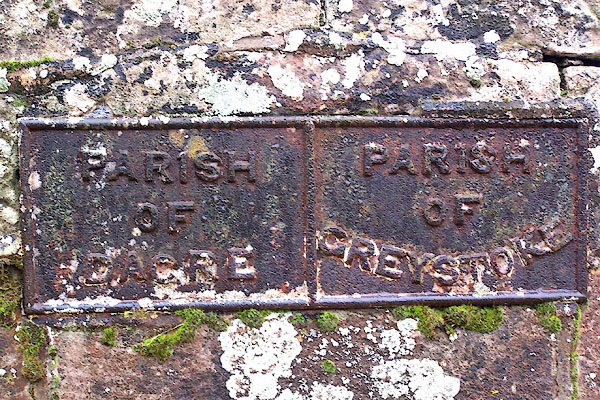 PARISH
OF
DACRE
PARISH
OF
GREYSTOKE